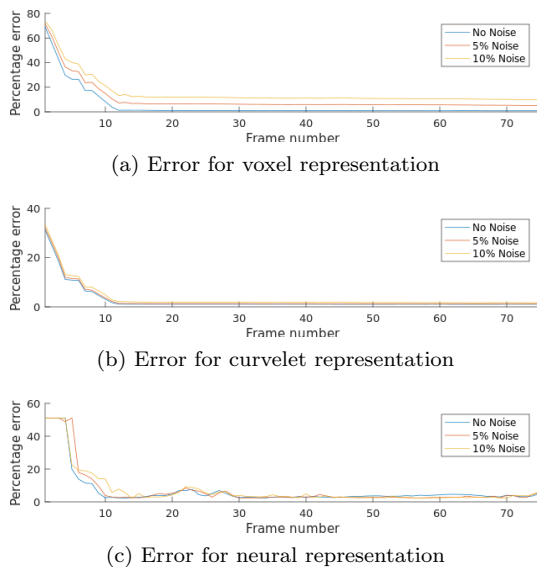 80
60
40
20
0
Percentage error
No Noise
5% Noise
10% Noise
10 20 30 40 50 60 70
Frame number
(a) Error for voxel representation
40
20
0
Percentage error
No Noise
5% Noise
10% Noise
10 20 30 40 50 60 70
Frame number
(b) Error for curvelet representation
60
40
20
0
Percentage error
No Noise
5% Noise
10% Noise
10 20 30 40 50 60 70
Frame number
(c) Error for neural representation